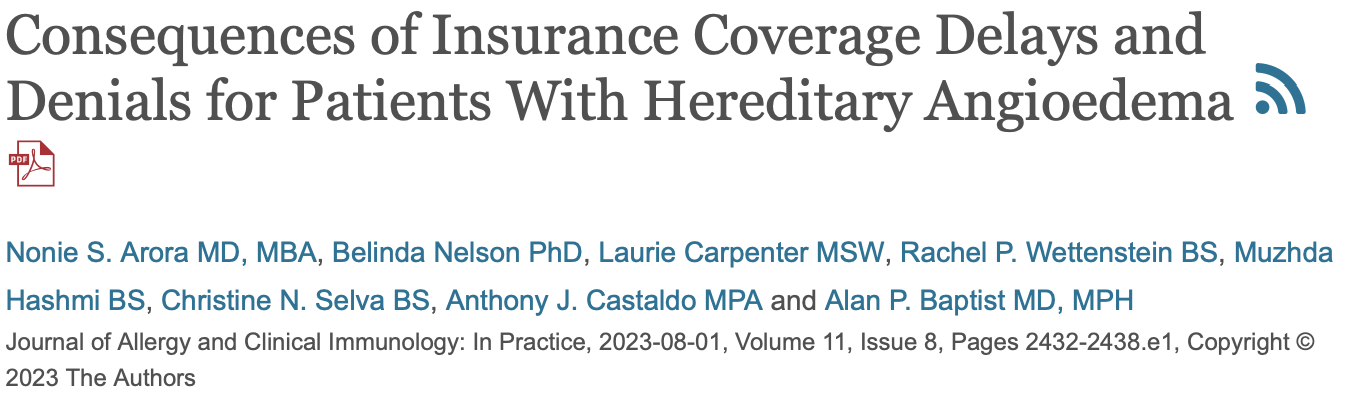 Consequences of Insurance Coverage Delays and
Denials for Patients With Hereditary Angioedema
PDF
Nonie S. Arora MD, MBA, Belinda Nelson PhD, Laurie Carpenter MSW, Rachel P. Wettenstein BS, Muzhda
Hashmi BS, Christine N. Selva BS, Anthony J. Castaldo MPA and Alan P. Baptist MD, MPH
Journal of Allergy and Clinical Immunology: In Practice, 2023-08-01, Volume 11, Issue 8, Pages 2432-2438.e1, Copyright ©
2023 The Authors